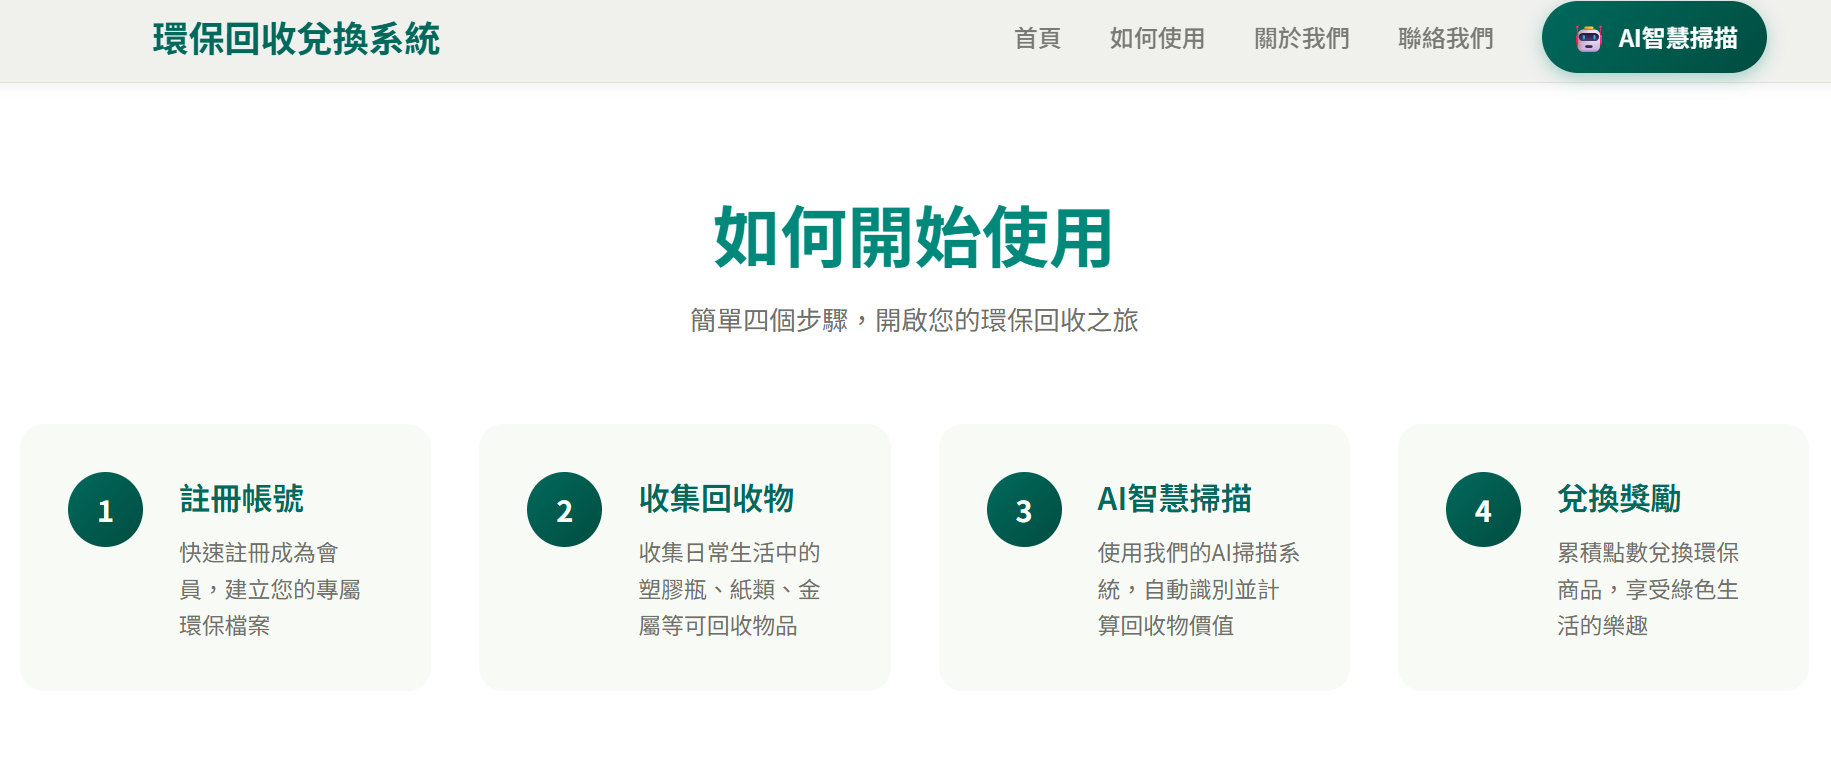 環保回收兌換系統
首頁
如何使用
關於我們
聯絡我們
AI智慧掃描
如何開始使用
簡單四個步驟，開啟您的環保回收之旅
1
註冊帳號
快速註冊成為會
員，建立您的專屬
環保檔案
2
收集回收物
收集日常生活中的
塑膠瓶、紙類、金
屬等可回收物品
3
AI智慧掃描
使用我們的AI掃描系
統，自動識別並計
算回收物價值
4
兌換獎勵
累積點數兌換環保
商品，享受綠色生
活的樂趣